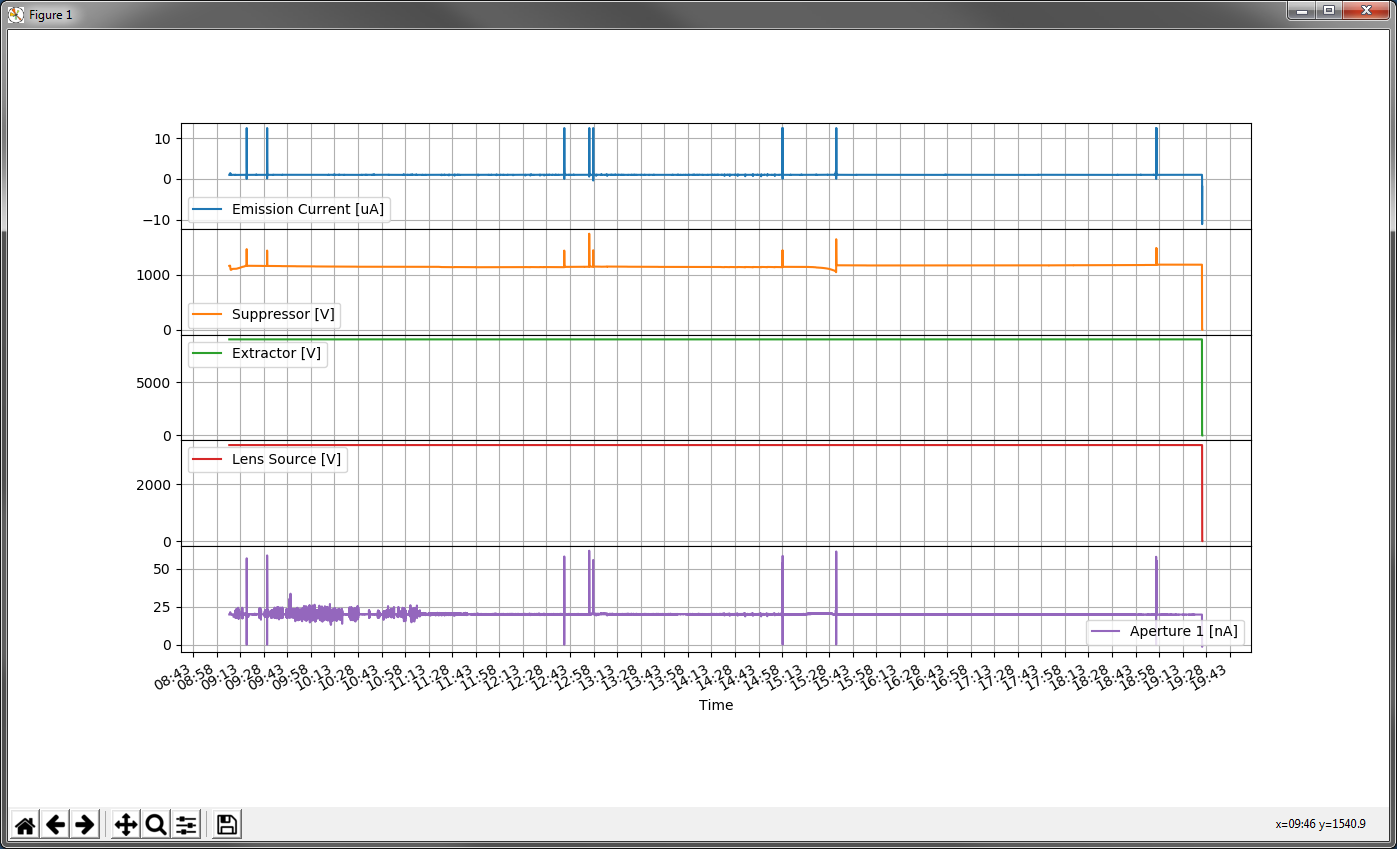 Figure 1
10
0
−10
Emission Current [uA]
1000
0
Suppressor [V]
5000
0
Extractor [V]
2000
0
Lens Source [V]
50
25
0
Aperture 1 [nA]
08:43 08:58 09:13 09:28 09:43 09:58 10:13 10:28 10:43 10:58 11:13 11:28 11:43 11:58 12:13 12:28 12:43 12:58 13:13 13:28 13:43 13:58 14:13 14:28 14:43 14:58 15:13 15:28 15:43 15:58 16:13 16:28 16:43 16:58 17:13 17:28 17:43 17:58 18:13 18:28 18:43 18:58 19:13 19:28 19:43
Time
x=09:46 y=1540.9